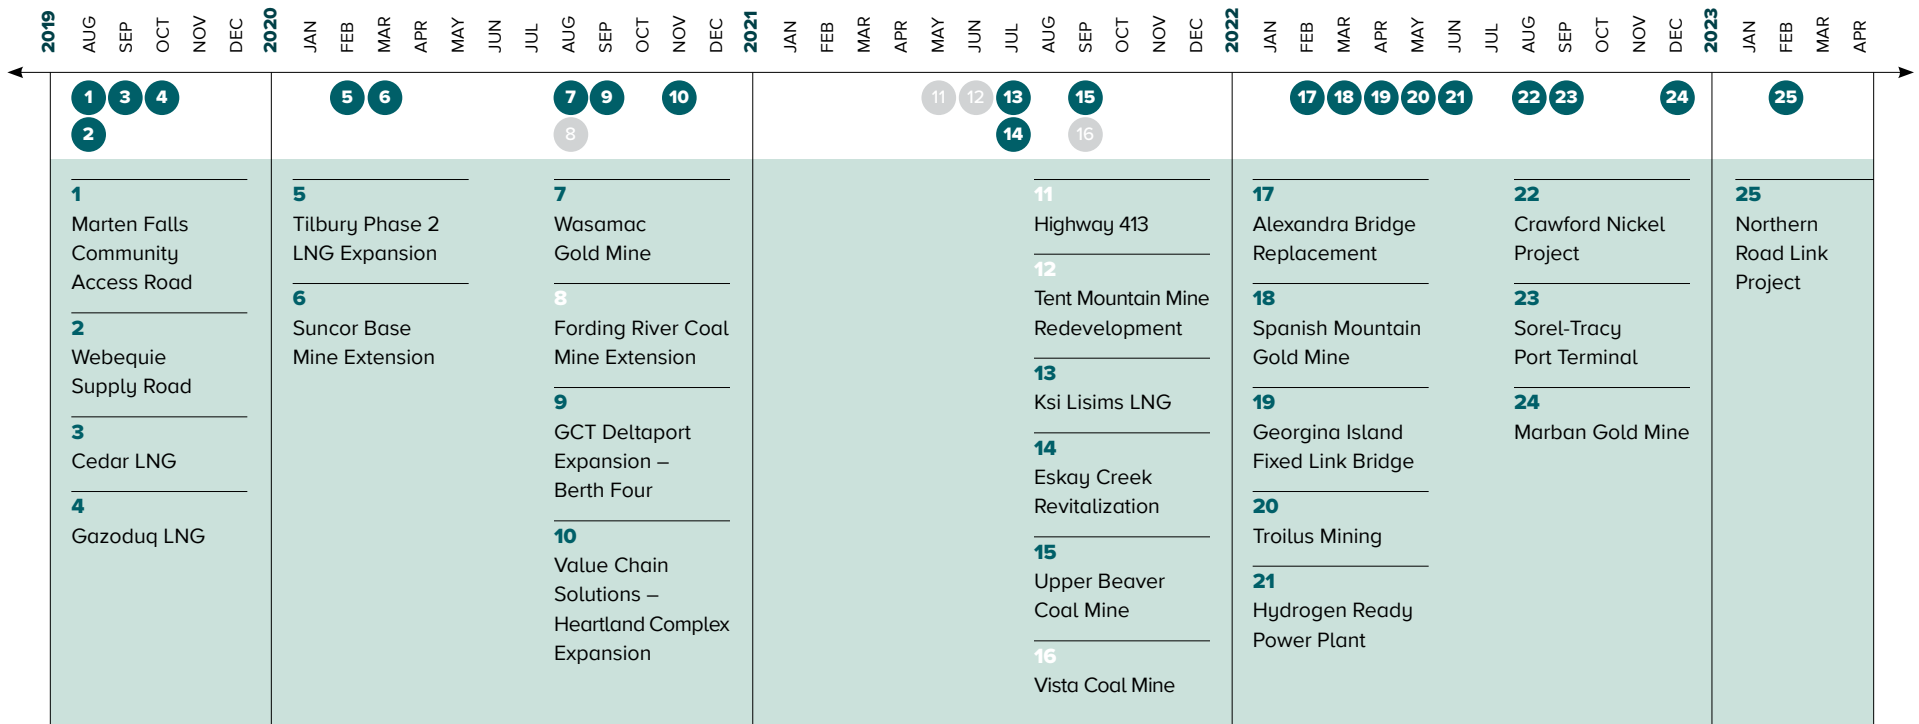 2019 AUG SEP OCT NOV DEC 2020 JAN FEB MAR APR MAY JUN JUL AUG SEP OCT NOV DEC 2021 JAN FEB MAR APR MAY JUN JUL AUG SEP OCT NOV DEC 2022 JAN FEB MAR APR MAY JUN JUL AUG SEP OCT NOV DEC 2023 JAN FEB MAR APR
1 3 4 5 6 7 9 10 11 12 13 15 17 18 19 20 21 22 23 24 25
2 8 14 16
1
Marten Falls
Community
Access Road
2
Webequie
Supply Road
3
Cedar LNG
4
Gazoduq LNG
5
Tilbury Phase 2
LNG Expansion
6
Suncor Base
Mine Extension
7
Wasamac
Gold Mine
8
Fording River Coal
Mine Extension
9
GCT Deltaport
Expansion –
Berth Four
10
Value Chain
Solutions –
Heartland Complex
Expansion
11
Highway 413
12
Tent Mountain Mine
Redevelopment
13
Ksi Lisims LNG
14
Eskay Creek
Revitalization
15
Upper Beaver
Coal Mine
16
Vista Coal Mine
17
Alexandra Bridge
Replacement
18
Spanish Mountain
Gold Mine
19
Georgina Island
Fixed Link Bridge
20
Troilus Mining
21
Hydrogen Ready
Power Plant
22
Crawford Nickel
Project
23
Sorel-Tracy
Port Terminal
24
Marban Gold Mine
25
Northern
Road Link
Project